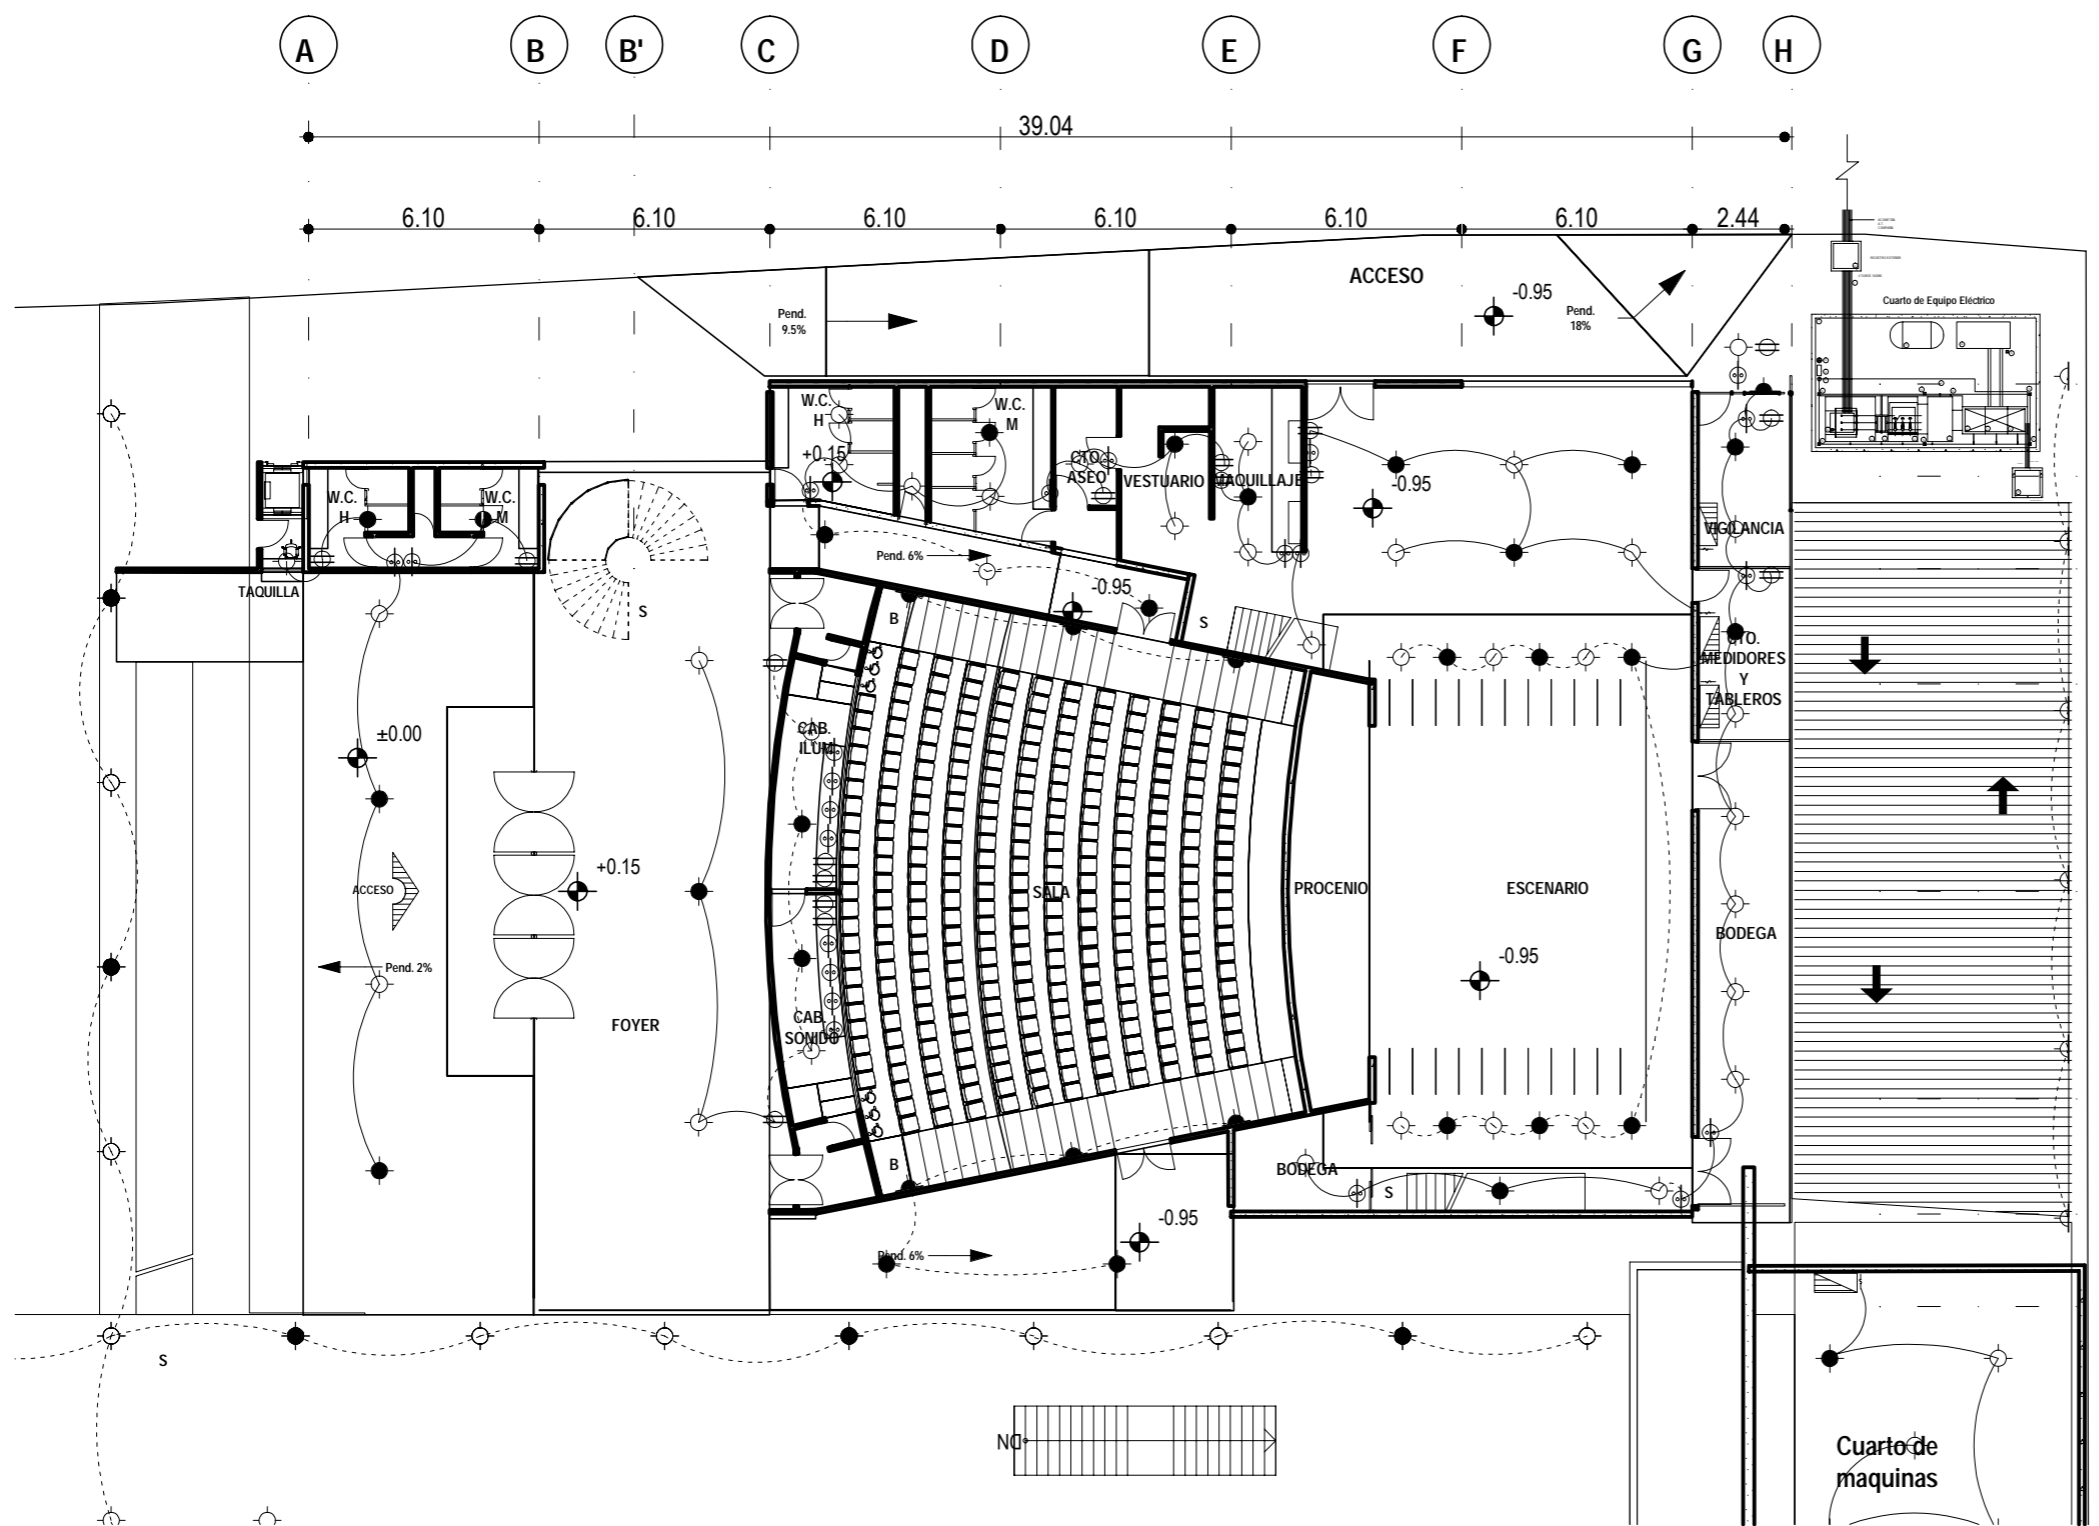 A B B' C D E F G H
39.04
6.10 6.10 6.10 6.10 6.10 6.10 2.44
ACCESO
-0.95
Pend.
9.5%
Pend.
18%
Cuarto de Equipo Eléctrico
W.C.
H
W.C.
M
+0.15
CTO.
ASEO
VESTUARIO
MAQUILLAJE
-0.95
W.C.
H
W.C.
M
VIGILANCIA
Pend. 6%
-0.95
TAQUILLA
S
B
S
CTO.
MEDIDORES
Y
TABLEROS
±0.00
CAB.
ILUM
+0.15
ACCESO
SALA
PROCENIO
ESCENARIO
BODEGA
-0.95
Pend. 2%
FOYER
CAB.
SONIDO
B
BODEGA
S
-0.95
Pend. 6%
S
S
DN
Cuarto de
maquinas